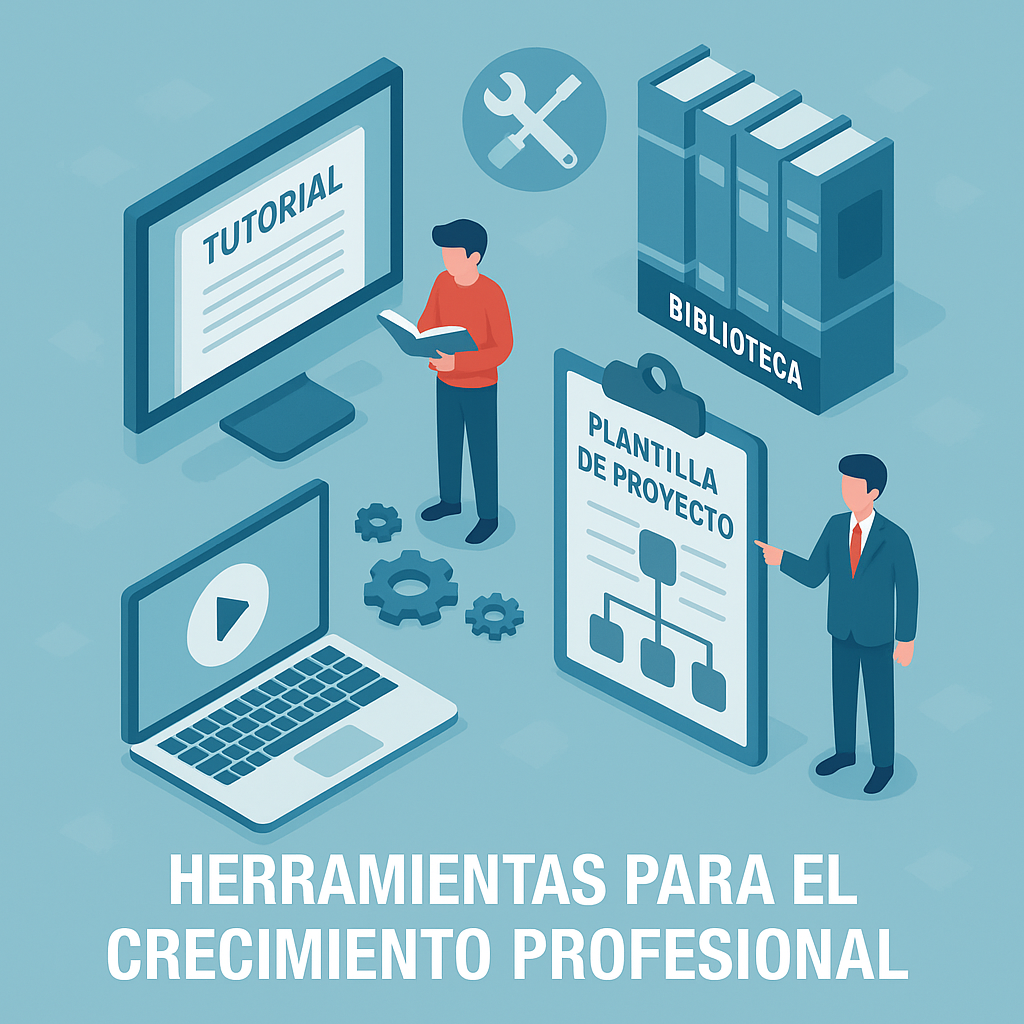 TUTORIAL
BIBLIOTECA
PLANTILLA
DE PROYECTO
HERRAMIENTAS PARA EL
CRECIMIENTO PROFESIONAL